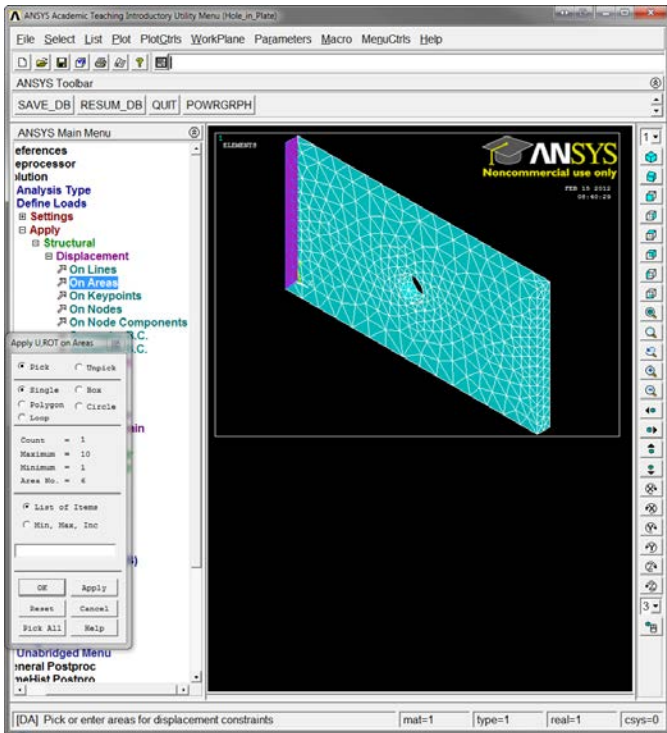 ANSYS Academic Teaching Introductory Utility Menu (Hole_in_Plate)
File Select List Plot PlotCtrls WorkPlane Parameters Macro MenuCtrls Help
ANSYS Toolbar
SAVE_DB RESUM_DB QUIT POWRGRPH
ANSYS Main Menu
eferences
eprocessor
lution
Analysis Type
Define Loads
Settings
Apply
Structural
Displacement
On Lines
On Areas
On Keypoints
On Nodes
On Node Components
B.C.
B.C.
Apply U,ROT on Areas
Pick Unpick
Single Box
Polygon Circle
Loop
ain
Count = 1
Maximum = 10
Minimum = 1
Area No. = 6
List of Items
Min, Max, Inc
OK Apply
Reset Cancel
Pick All Help
Unabridged Menu
eneral Postproc
meHist Postpro
1
ELEMENTS
ANSYS
Noncommercial use only
FEB 15 2012
08:40:29
1
3
[DA] Pick or enter areas for displacement constraints mat=1 type=1 real=1 csys=0